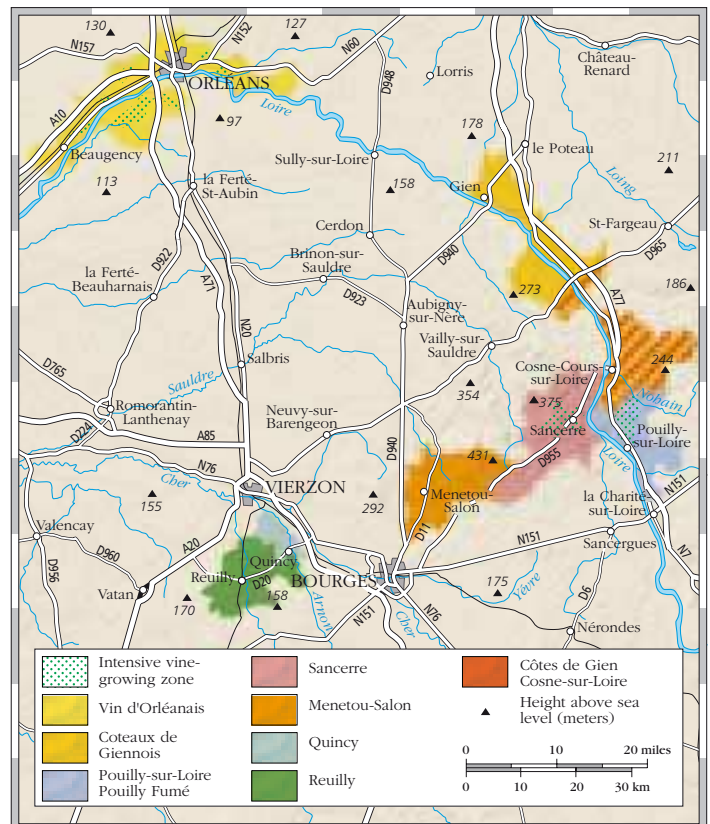 130
127
N157
N152
N60
Château-
Renard
ORLÉANS
D948
Lorris
A10
Loire
97
178
Beaugency
le Poteau
Sully-sur-Loire
211
113
la Ferté-
St-Aubin
158
Gien
Loing
Cerdon
St-Fargeau
D922
D940
D965
Brinon-sur-
Sauldre
la Ferté-
Beauharnais
A71
273
A77
186
D923
N20
Aubigny-
sur-Nère
Vailly-sur-
Sauldre
D765
Salbris
Cosne-Cours-
sur-Loire
244
Sauldre
354
375
Nohain
Romorantin-
Lanthenay
Neuvy-sur-
Barengeon
Sancerre
D224
A85
D940
Pouilly-
sur-Loire
N76
431
D955
Loire
Cher
VIERZON
Menetou-
Salon
155
292
la Charité-
sur-Loire
Valencay
D11
N151
N151
A20
Sancergues
D960
Quincy
N7
D956
Reuilly
D20
BOURGES
Vatan
175
Yèvre
170
158
Arnon
N151
Cher
N76
D6
Nérondes
Intensive vine-
growing zone
Vin d'Orléanais
Coteaux de
Giennois
Pouilly-sur-Loire
Pouilly Fumé
Sancerre
Menetou-Salon
Quincy
Reuilly
Côtes de Gien
Cosne-sur-Loire
Height above sea
level (meters)
0 10 20 miles
0 10 20 30 km